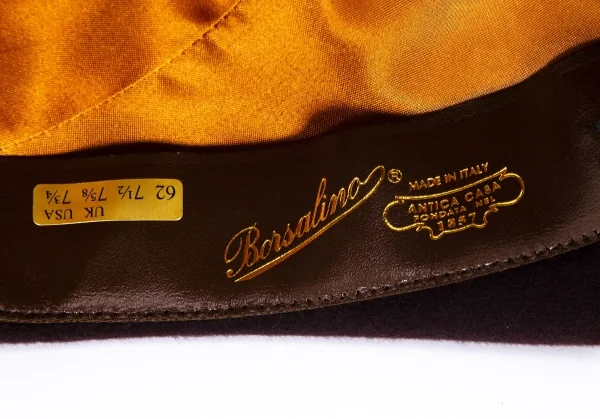 UK USA
62 7½ 7⅝ 7¾
Borsalino®
MADE IN ITALY
ANTICA CASA
FONDATA NEL
1857